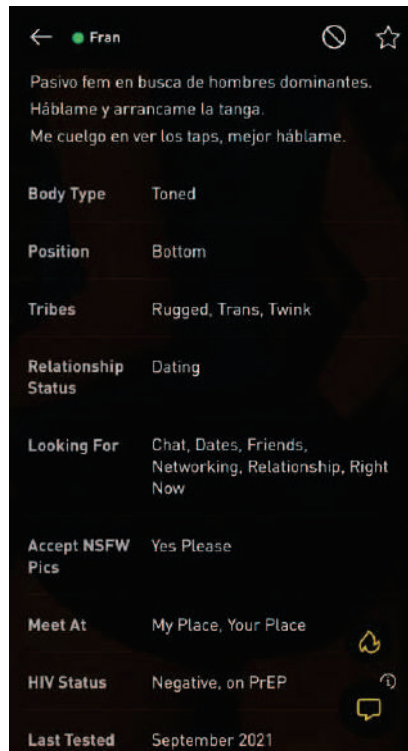 Fran
Pasivo fem en busca de hombres dominantes.
Háblame y arrancame la tanga.
Me cuelgo en ver los taps, mejor háblame.
Body Type Toned
Position Bottom
Tribes Rugged, Trans, Twink
Relationship Status Dating
Looking For Chat, Dates, Friends,
Networking, Relationship, Right
Now
Accept NSFW Pics Yes Please
Meet At My Place, Your Place
HIV Status Negative, on PrEP
Last Tested September 2021